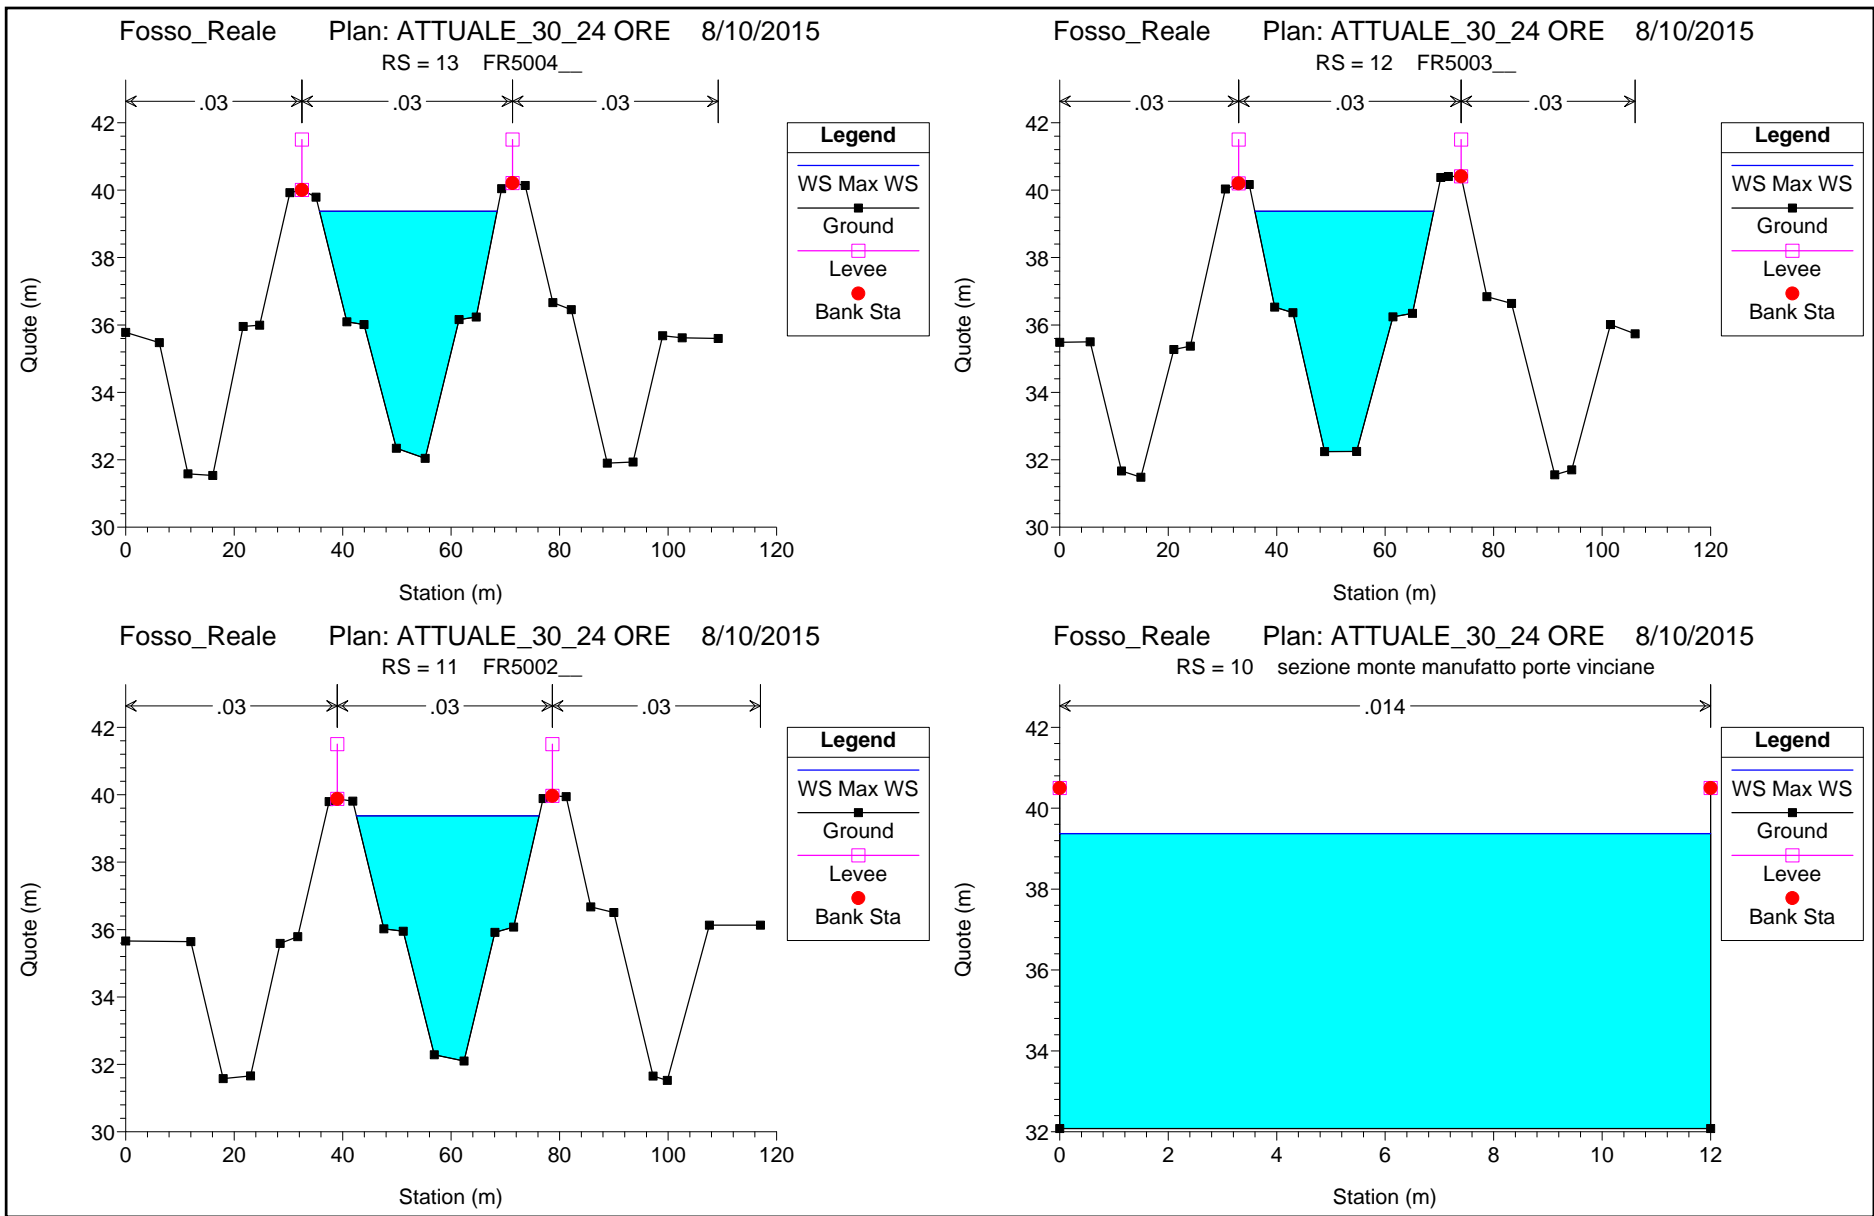 Fosso_Reale Plan: ATTUALE_30_24 ORE 8/10/2015
RS = 13 FR5004__
.03 .03 .03
42
40
38
36
34
32
30
0 20 40 60 80 100 120
Quote (m)
Station (m)
Legend
WS Max WS
Ground
Levee
Bank Sta
Fosso_Reale Plan: ATTUALE_30_24 ORE 8/10/2015
RS = 12 FR5003__
.03 .03 .03
42
40
38
36
34
32
30
0 20 40 60 80 100 120
Quote (m)
Station (m)
Legend
WS Max WS
Ground
Levee
Bank Sta
Fosso_Reale Plan: ATTUALE_30_24 ORE 8/10/2015
RS = 11 FR5002__
.03 .03 .03
42
40
38
36
34
32
30
0 20 40 60 80 100 120
Quote (m)
Station (m)
Legend
WS Max WS
Ground
Levee
Bank Sta
Fosso_Reale Plan: ATTUALE_30_24 ORE 8/10/2015
RS = 10 sezione monte manufatto porte vinciane
.014
42
40
38
36
34
32
0 2 4 6 8 10 12
Quote (m)
Station (m)
Legend
WS Max WS
Ground
Levee
Bank Sta